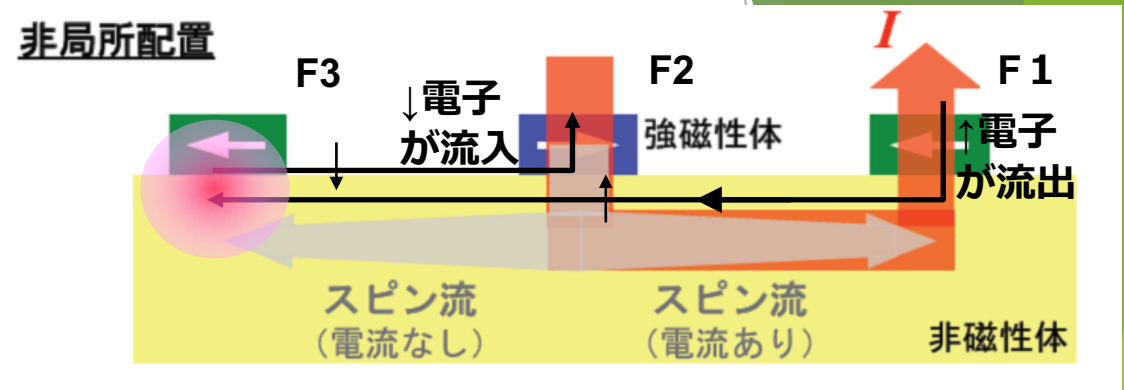 非局所配置
I
F3
F2
F１
↓電子
が流入
強磁性体
↑電子
が流出
スピン流
（電流なし）
スピン流
（電流あり）
非磁性体